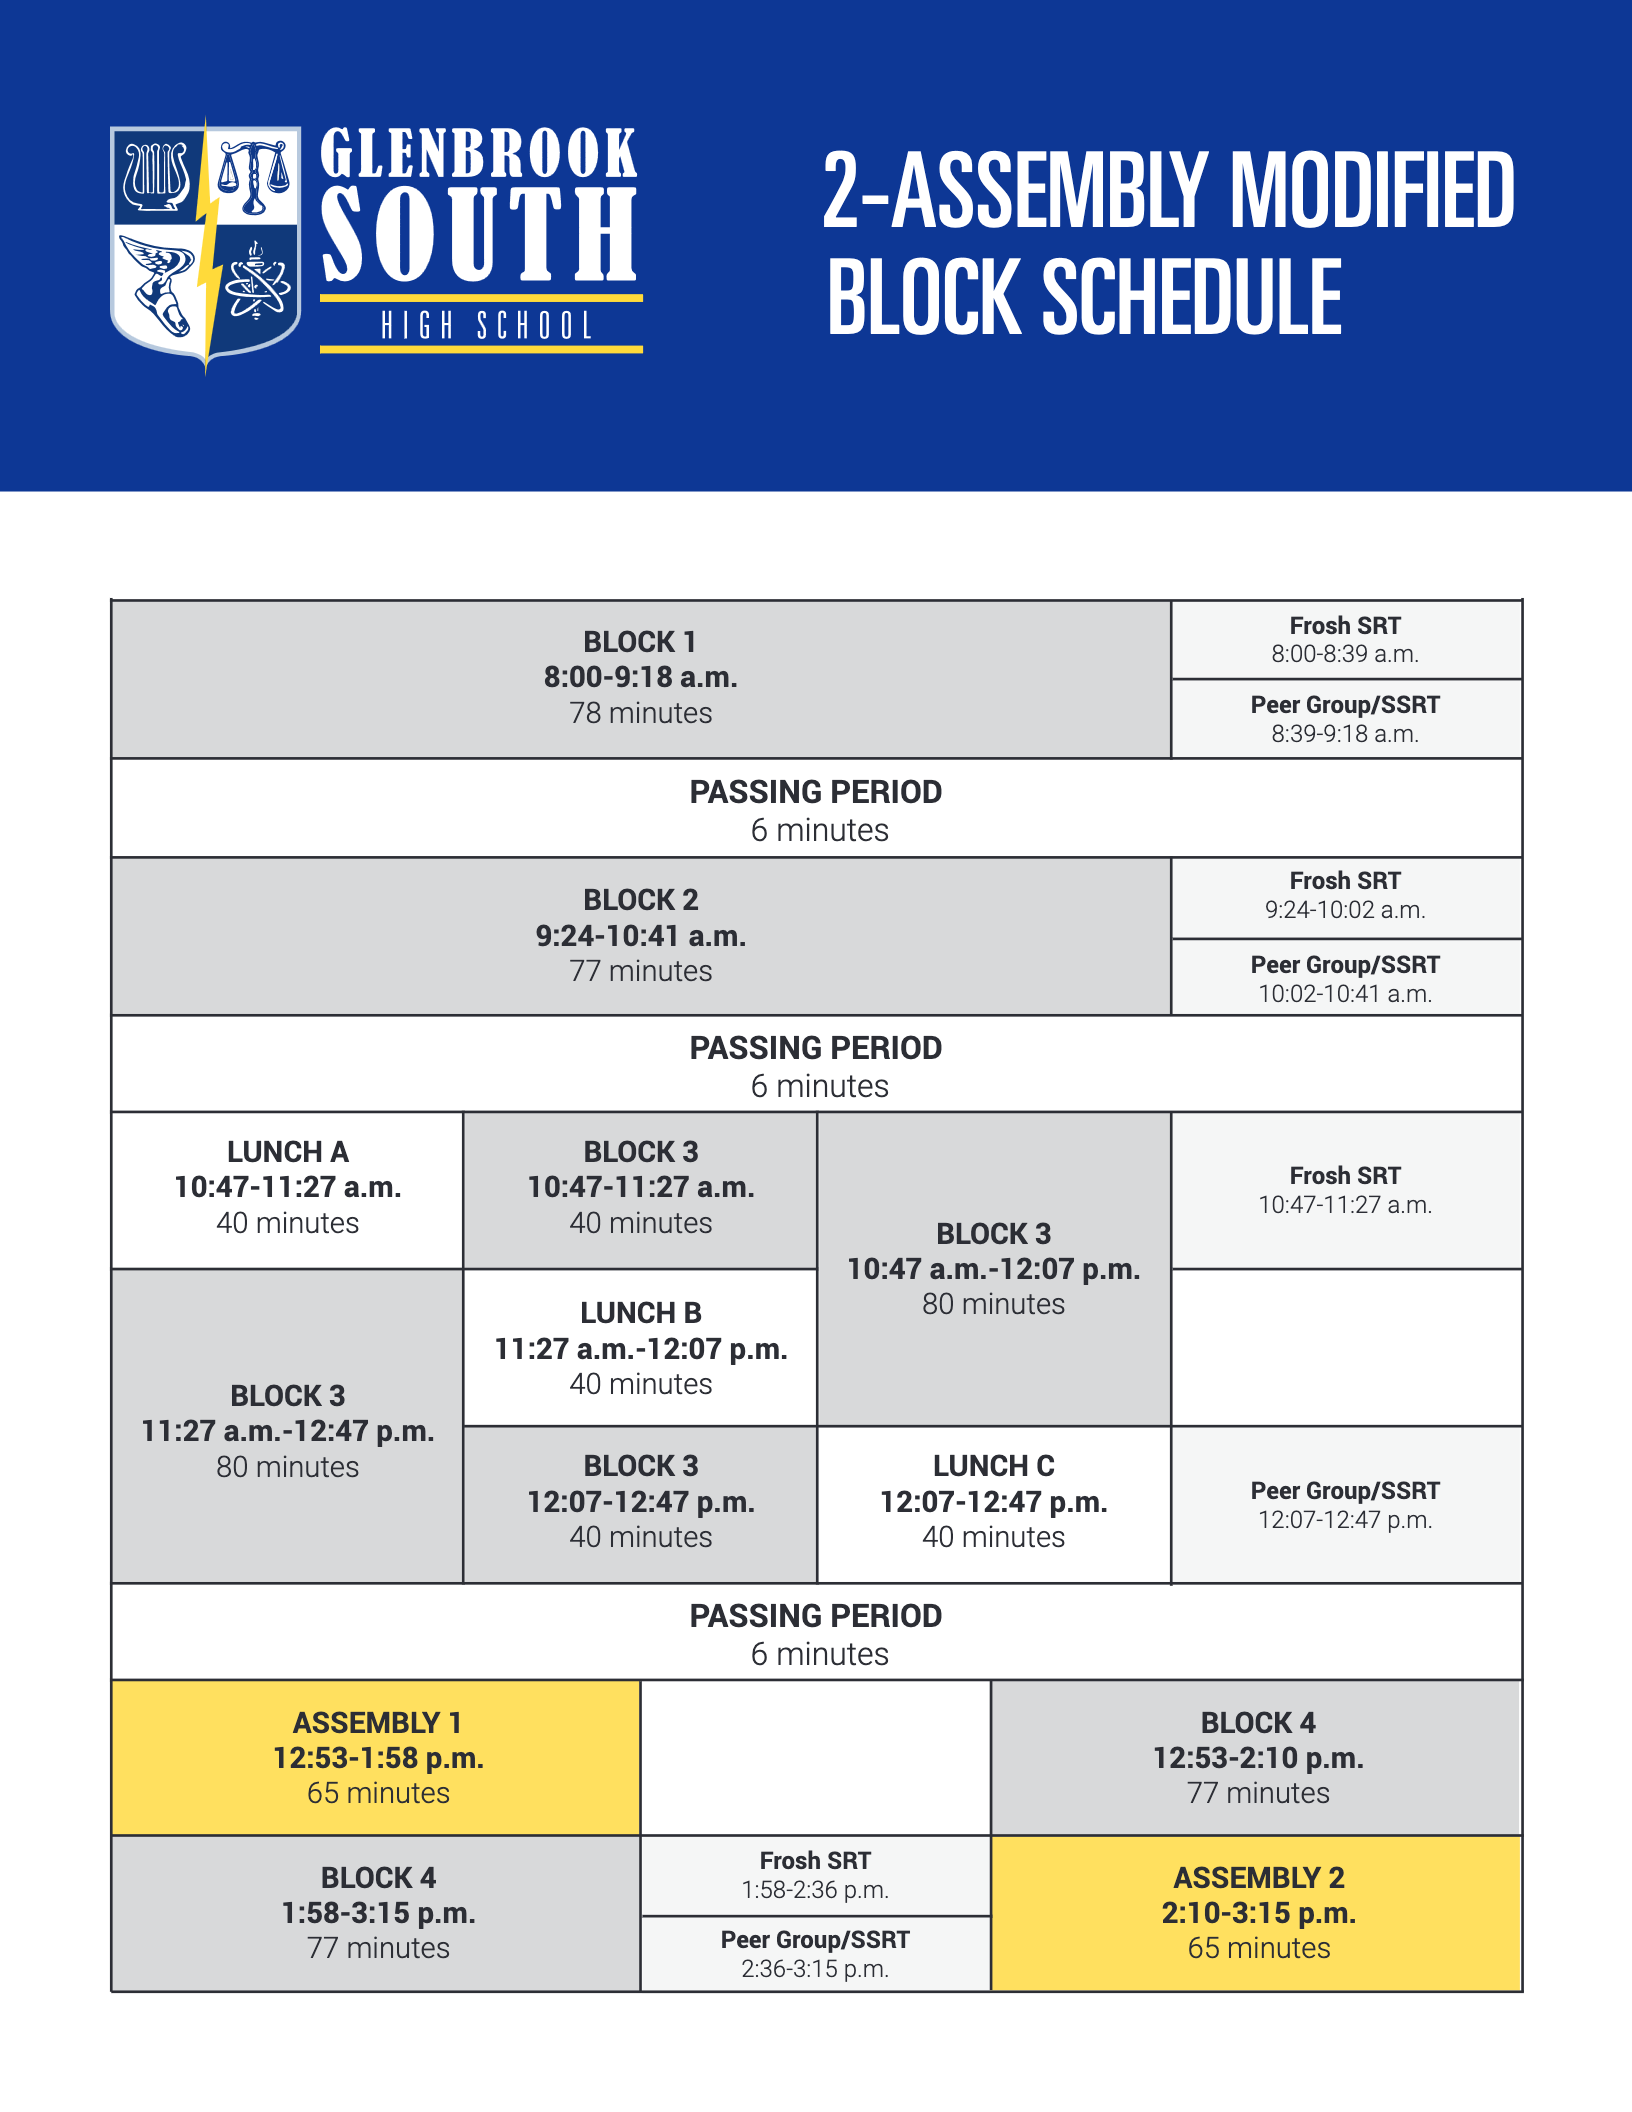 GLENBROOK
SOUTH
HIGH SCHOOL
2-ASSEMBLY MODIFIED
BLOCK SCHEDULE
BLOCK 1
8:00-9:18 a.m.
78 minutes
Frosh SRT
8:00-8:39 a.m.
Peer Group/SSRT
8:39-9:18 a.m.
PASSING PERIOD
6 minutes
BLOCK 2
9:24-10:41 a.m.
77 minutes
Frosh SRT
9:24-10:02 a.m.
Peer Group/SSRT
10:02-10:41 a.m.
PASSING PERIOD
6 minutes
LUNCH A
10:47-11:27 a.m.
40 minutes
BLOCK 3
10:47-11:27 a.m.
40 minutes
BLOCK 3
10:47 a.m.-12:07 p.m.
80 minutes
Frosh SRT
10:47-11:27 a.m.
BLOCK 3
11:27 a.m.-12:47 p.m.
80 minutes
LUNCH B
11:27 a.m.-12:07 p.m.
40 minutes
BLOCK 3
12:07-12:47 p.m.
40 minutes
LUNCH C
12:07-12:47 p.m.
40 minutes
Peer Group/SSRT
12:07-12:47 p.m.
PASSING PERIOD
6 minutes
ASSEMBLY 1
12:53-1:58 p.m.
65 minutes
BLOCK 4
12:53-2:10 p.m.
77 minutes
BLOCK 4
1:58-3:15 p.m.
77 minutes
Frosh SRT
1:58-2:36 p.m.
Peer Group/SSRT
2:36-3:15 p.m.
ASSEMBLY 2
2:10-3:15 p.m.
65 minutes